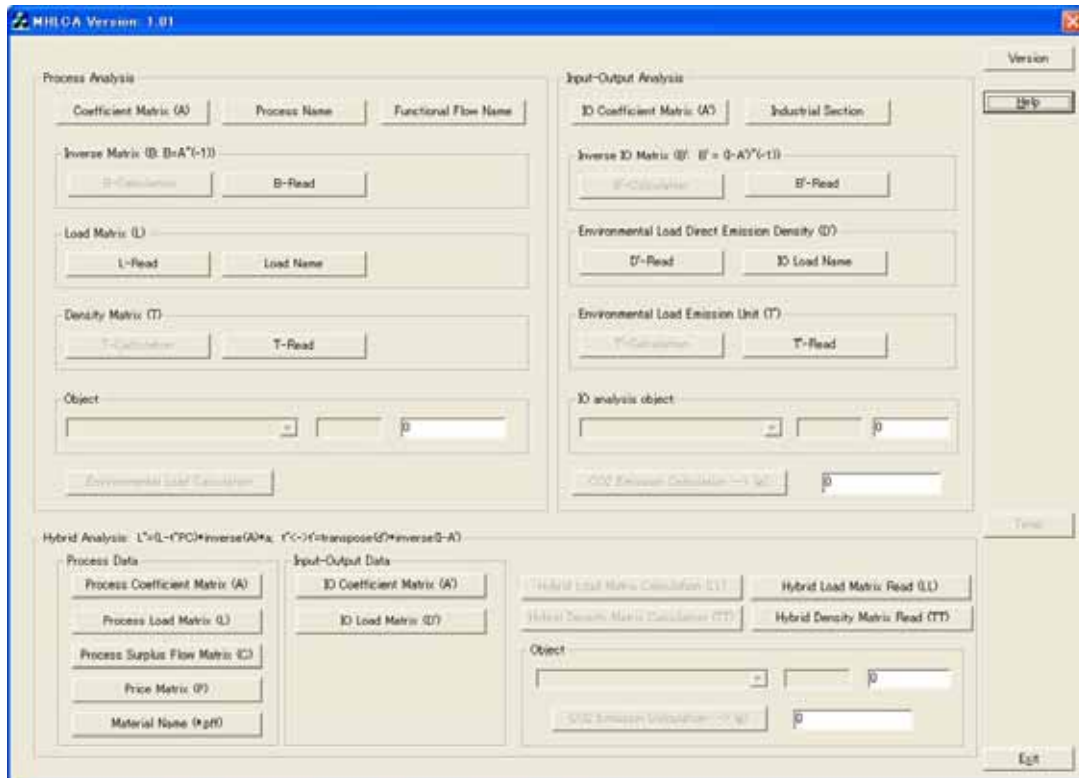 MHLCA Version: 1.01
Version
Help
Process Analysis
Coefficient Matrix (A) Process Name Functional Flow Name
Inverse Matrix (B: B=A^(-1))
B-Calculation B-Read
Load Matrix (L)
L-Read Load Name
Density Matrix (T)
T-Calculation T-Read
Object
0
Environmental Load Calculation
Input-Output Analysis
IO Coefficient Matrix (A') Industrial Section
Inverse IO Matrix (B': B' = (I-A')^(-1))
B'-Calculation B'-Read
Environmental Load Direct Emission Density (D')
D'-Read IO Load Name
Environmental Load Emission Unit (T')
T'-Calculation T'-Read
IO analysis object
0
CO2 Emission Calculation --> (g) 0
Hybrid Analysis:
Process Data
Process Coefficient Matrix (A)
Process Load Matrix (L)
Process Surplus Flow Matrix (C)
Price Matrix (P)
Material Name (*.pff)
Input-Output Data
IO Coefficient Matrix (A')
IO Load Matrix (D')
Hybrid Load Matrix Calculation (LL) Hybrid Load Matrix Read (LL)
Hybrid Density Matrix Calculation (TT) Hybrid Density Matrix Read (TT)
Object
0
CO2 Emission Calculation --> (g) 0
Exit